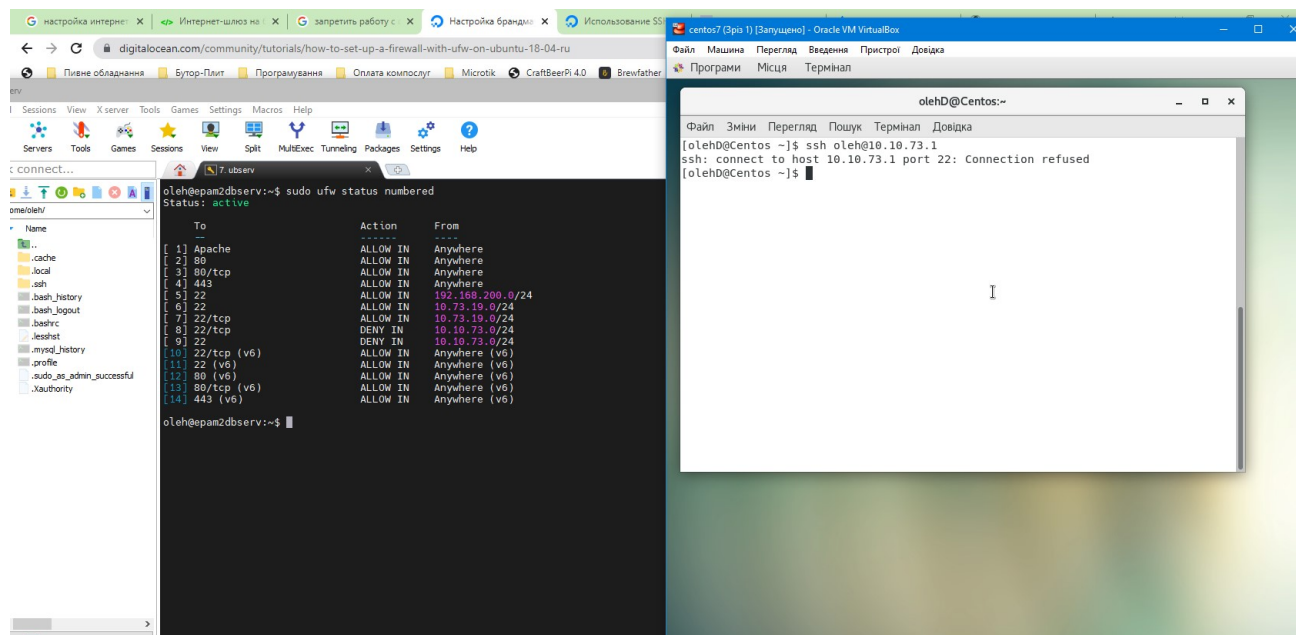 настройка интернет
Интернет-шлюз на
запретить работу с
Настройка брандма
Использование SSH
digitalocean.com/community/tutorials/how-to-set-up-a-firewall-with-ufw-on-ubuntu-18-04-ru
Пивне обладнання Бутор-Плит Програмування Оплата компослуг Microtik CraftBeerPi 4.0 Brewfather
Sessions View X server Tools Games Settings Macros Help
Servers Tools Games Sessions View Split MultiExec Tunneling Packages Settings Help
connect...
7. ubserv
ome/oleh/
Name
..
.cache
.local
.ssh
.bash_history
.bash_logout
.bashrc
.lesshst
.mysql_history
.profile
.sudo_as_admin_successful
.Xauthority
oleh@epam2dbserv:~$ sudo ufw status numbered
Status: active
To Action From
-- ------ ----
[ 1] Apache ALLOW IN Anywhere
[ 2] 80 ALLOW IN Anywhere
[ 3] 80/tcp ALLOW IN Anywhere
[ 4] 443 ALLOW IN Anywhere
[ 5] 22 ALLOW IN 192.168.200.0/24
[ 6] 22 ALLOW IN 10.73.19.0/24
[ 7] 22/tcp ALLOW IN 10.73.19.0/24
[ 8] 22/tcp DENY IN 10.10.73.0/24
[ 9] 22 DENY IN 10.10.73.0/24
[10] 22/tcp (v6) ALLOW IN Anywhere (v6)
[11] 22 (v6) ALLOW IN Anywhere (v6)
[12] 80 (v6) ALLOW IN Anywhere (v6)
[13] 80/tcp (v6) ALLOW IN Anywhere (v6)
[14] 443 (v6) ALLOW IN Anywhere (v6)
oleh@epam2dbserv:~$
centos7 (Зріз 1) [Запущено] - Oracle VM VirtualBox
Файл Машина Перегляд Введення Пристрої Довідка
Програми Місця Термінал
olehD@Centos:~
Файл Зміни Перегляд Пошук Термінал Довідка
[olehD@Centos ~]$ ssh oleh@10.10.73.1
ssh: connect to host 10.10.73.1 port 22: Connection refused
[olehD@Centos ~]$